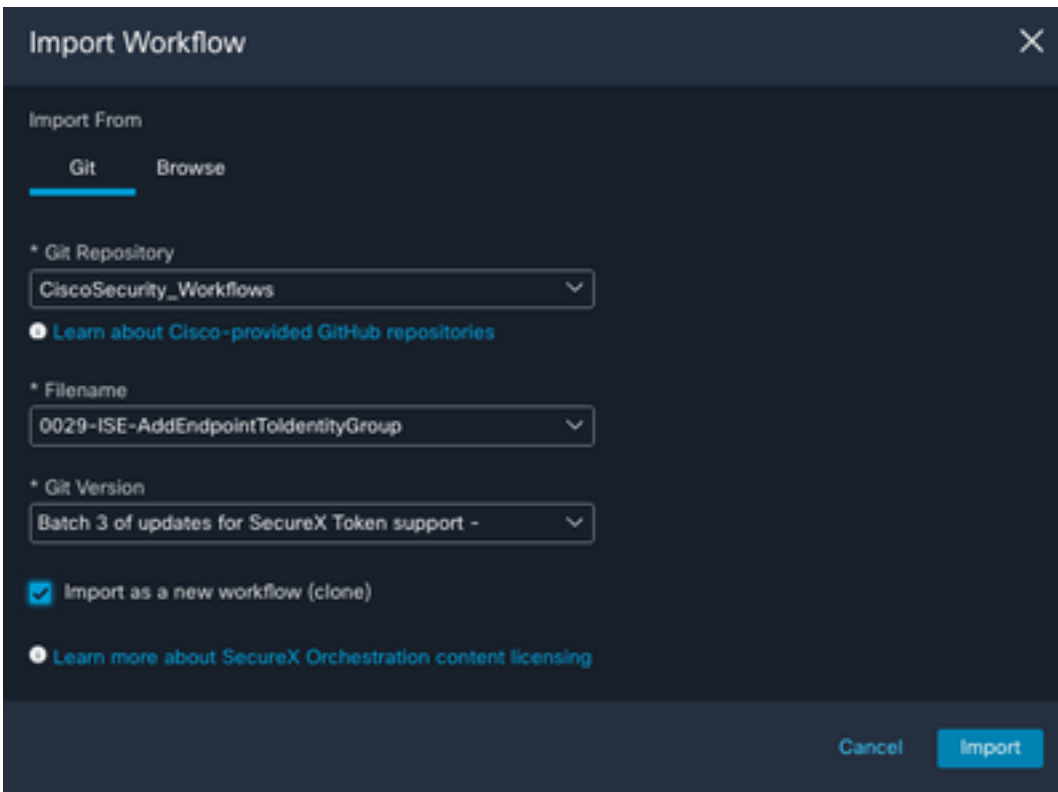 Import Workflow
Import From
Git Browse
* Git Repository
CiscoSecurity_Workflows
Learn about Cisco-provided GitHub repositories
* Filename
0029-ISE-AddEndpointToIdentityGroup
* Git Version
Batch 3 of updates for SecureX Token support -
Import as a new workflow (clone)
Learn more about SecureX Orchestration content licensing
Cancel Import